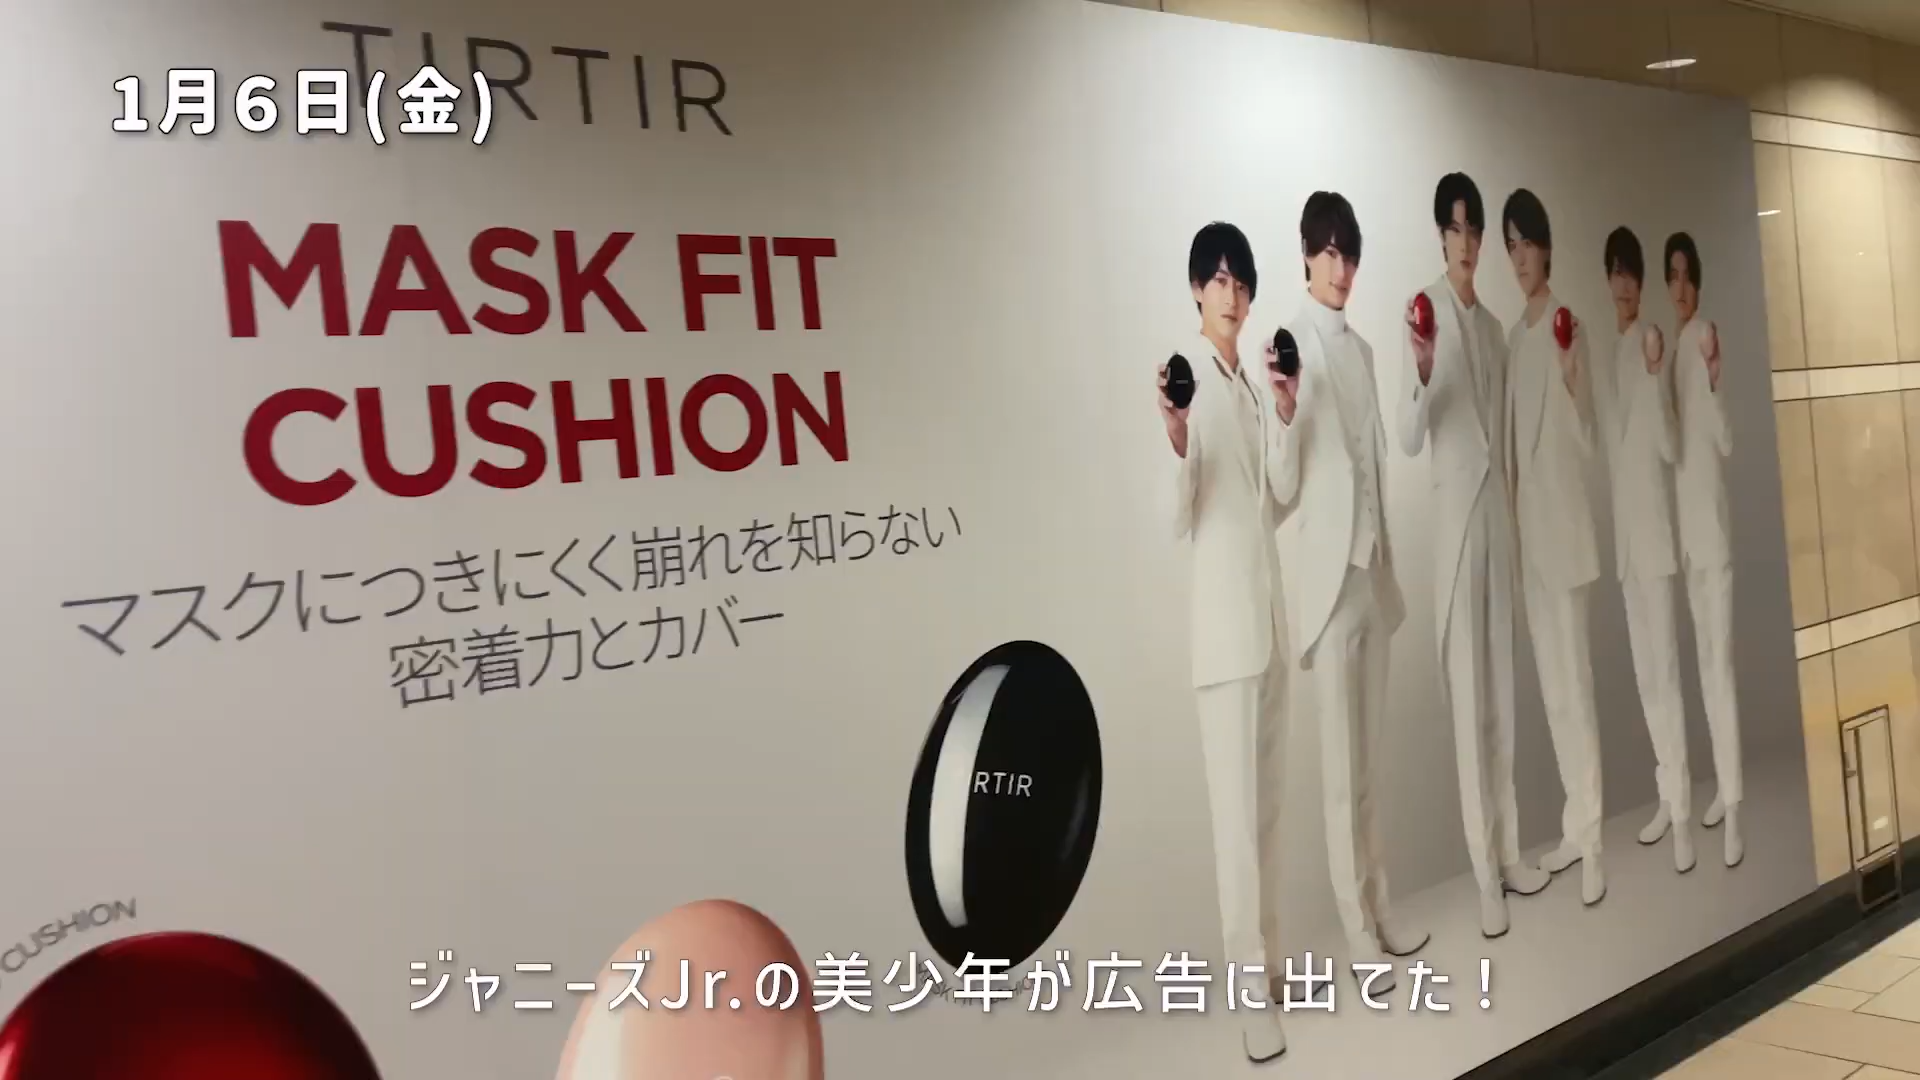 TIRTIR
1月6日(金)
MASK FIT
CUSHION
マスクにつきにくく崩れを知らない
密着力とカバー
RTIR
CUSHION
ジャニーズJr.の美少年が広告に出てた！